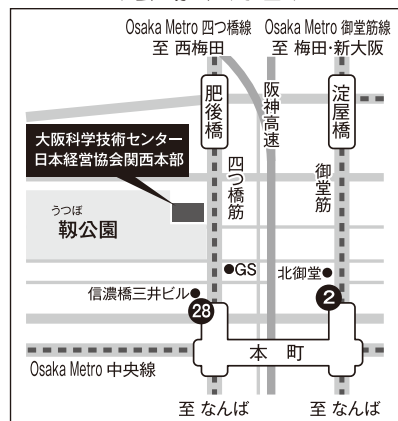 Osaka Metro 四つ橋線
至 西梅田
Osaka Metro 御堂筋線
至 梅田・新大阪
肥後橋
阪神高速
淀屋橋
大阪科学技術センター
日本経営協会関西本部
四つ橋筋
御堂筋
うつぼ
靱公園
GS
北御堂
信濃橋三井ビル
28
2
本町
Osaka Metro 中央線
至 なんば
至 なんば